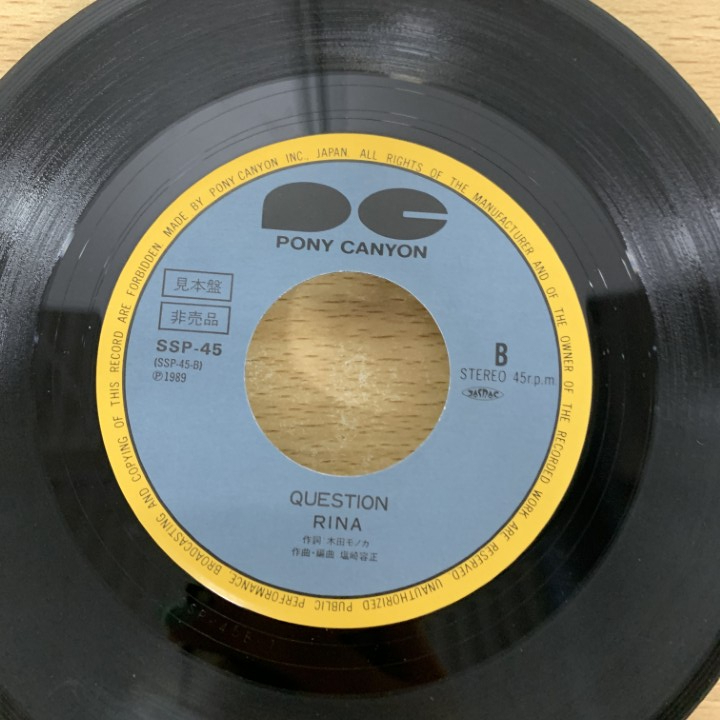 MADE BY PONY CANYON INC., JAPAN. ALL RIGHTS OF THE MANUFACTURER AND OF THE OWNER OF THE RECORDED WORK ARE RESERVED. UNAUTHORIZED PUBLIC PERFORMANCE BROADCASTING AND COPYING OF THIS RECORD ARE FORBIDDEN.
PC
PONY CANYON
見本盤
非売品
SSP-45
(SSP-45-B)
Ⓟ1989
B
STEREO 45r.p.m.
JASRAC
QUESTION
RINA
作詞 木田モノカ
作曲・編曲 塩崎容正